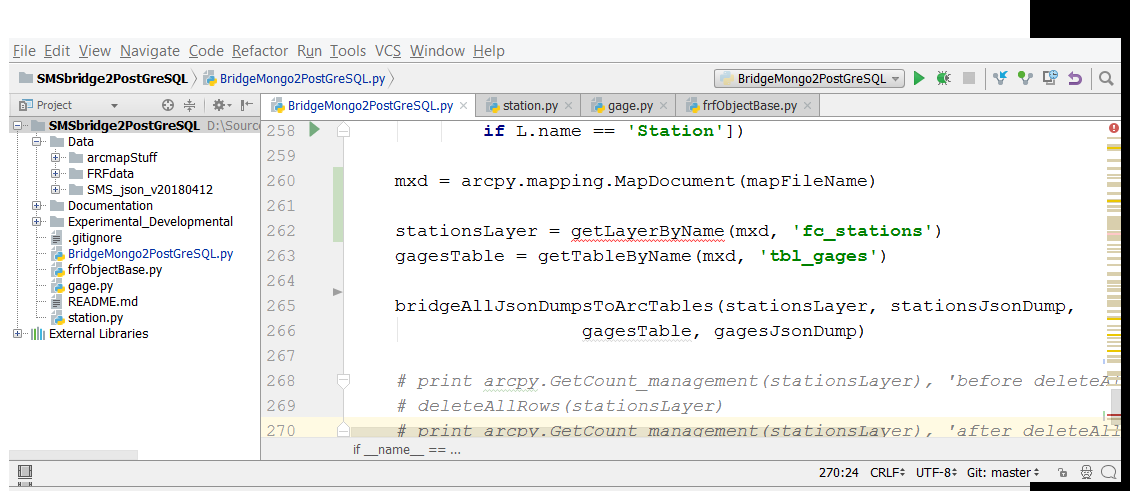 File Edit View Navigate Code Refactor Run Tools VCS Window Help
SMSbridge2PostGreSQL BridgeMongo2PostGreSQL.py BridgeMongo2PostGreSQL
Project
BridgeMongo2PostGreSQL.py station.py gage.py frfObjectBase.py
SMSbridge2PostGreSQL D:\Sourc
Data
arcmapStuff
FRFdata
SMS_json_v20180412
Documentation
Experimental_Developmental
.gitignore
BridgeMongo2PostGreSQL.py
frfObjectBase.py
gage.py
README.md
station.py
External Libraries
258 if L.name == 'Station'])
259
260 mxd = arcpy.mapping.MapDocument(mapFileName)
261
262 stationsLayer = getLayerByName(mxd, 'fc_stations')
263 gagesTable = getTableByName(mxd, 'tbl_gages')
264
265 bridgeAllJsonDumpsToArcTables(stationsLayer, stationsJsonDump,
266 gagesTable, gagesJsonDump)
267
268 # print arcpy.GetCount_management(stationsLayer), 'before deleteAl
269 # deleteAllRows(stationsLayer)
270 # print arcpy.GetCount_management(stationsLayer), 'after deleteAll
if __name__ == ...
270:24 CRLF UTF-8 Git: master